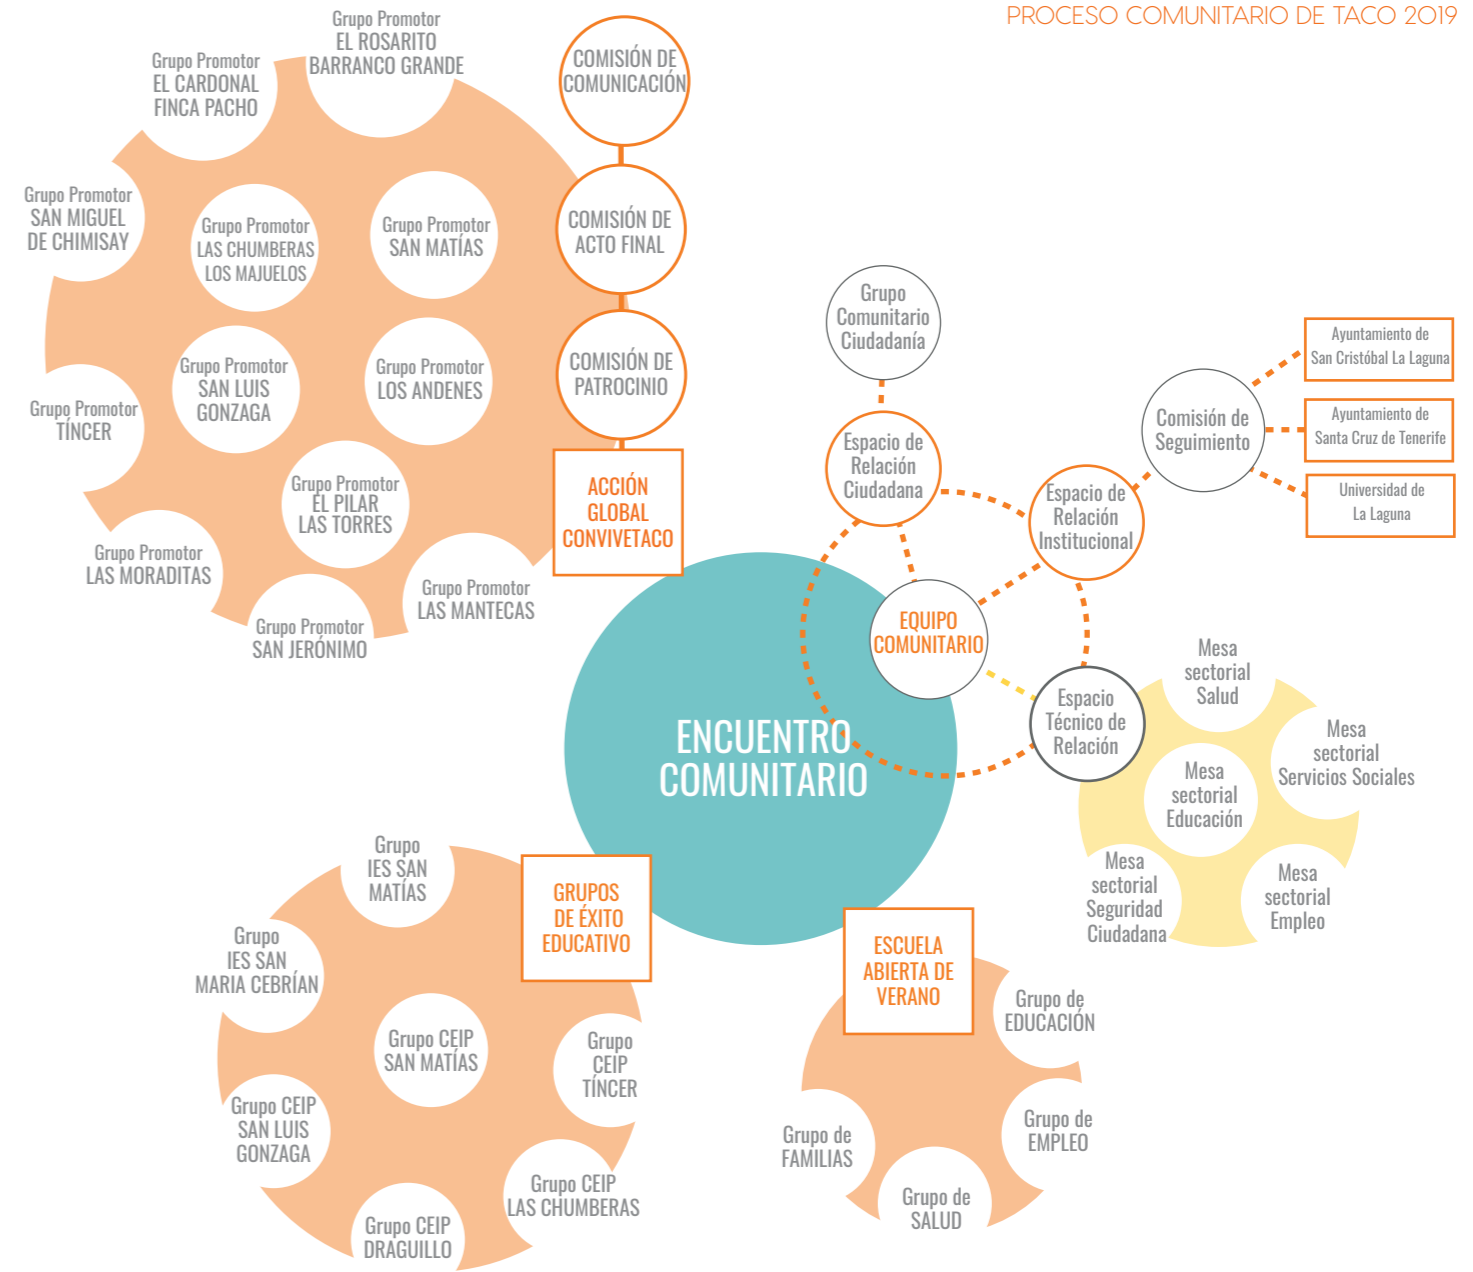 PROCESO COMUNITARIO DE TACO 2019
Grupo Promotor
EL ROSARITO
BARRANCO GRANDE
Grupo Promotor
EL CARDONAL
FINCA PACHO
COMISIÓN DE
COMUNICACIÓN
Grupo Promotor
SAN MIGUEL
DE CHIMISAY
Grupo Promotor
LAS CHUMBERAS
LOS MAJUELOS
Grupo Promotor
SAN MATÍAS
COMISIÓN DE
ACTO FINAL
Grupo Promotor
TÍNCER
Grupo Promotor
SAN LUIS
GONZAGA
Grupo Promotor
LOS ANDENES
COMISIÓN DE
PATROCINIO
Grupo Promotor
EL PILAR
LAS TORRES
ACCIÓN
GLOBAL
CONVIVETACO
Grupo Promotor
LAS MORADITAS
Grupo Promotor
SAN JERÓNIMO
Grupo Promotor
LAS MANTECAS
Grupo
Comunitario
Ciudadanía
Espacio de
Relación
Ciudadana
Espacio de
Relación
Institucional
Comisión de
Seguimiento
Ayuntamiento de
San Cristóbal La Laguna
Ayuntamiento de
Santa Cruz de Tenerife
Universidad de
La Laguna
EQUIPO
COMUNITARIO
Espacio
Técnico de
Relación
ENCUENTRO
COMUNITARIO
Mesa
sectorial
Salud
Mesa
sectorial
Servicios Sociales
Mesa
sectorial
Educación
Mesa
sectorial
Seguridad
Ciudadana
Mesa
sectorial
Empleo
Grupo
IES SAN
MATÍAS
GRUPOS
DE ÉXITO
EDUCATIVO
Grupo
IES SAN
MARIA CEBRÍAN
Grupo CEIP
SAN MATÍAS
Grupo
CEIP
TÍNCER
Grupo CEIP
SAN LUIS
GONZAGA
Grupo CEIP
LAS CHUMBERAS
Grupo CEIP
DRAGUILLO
ESCUELA
ABIERTA DE
VERANO
Grupo de
EDUCACIÓN
Grupo de
FAMILIAS
Grupo de
EMPLEO
Grupo de
SALUD